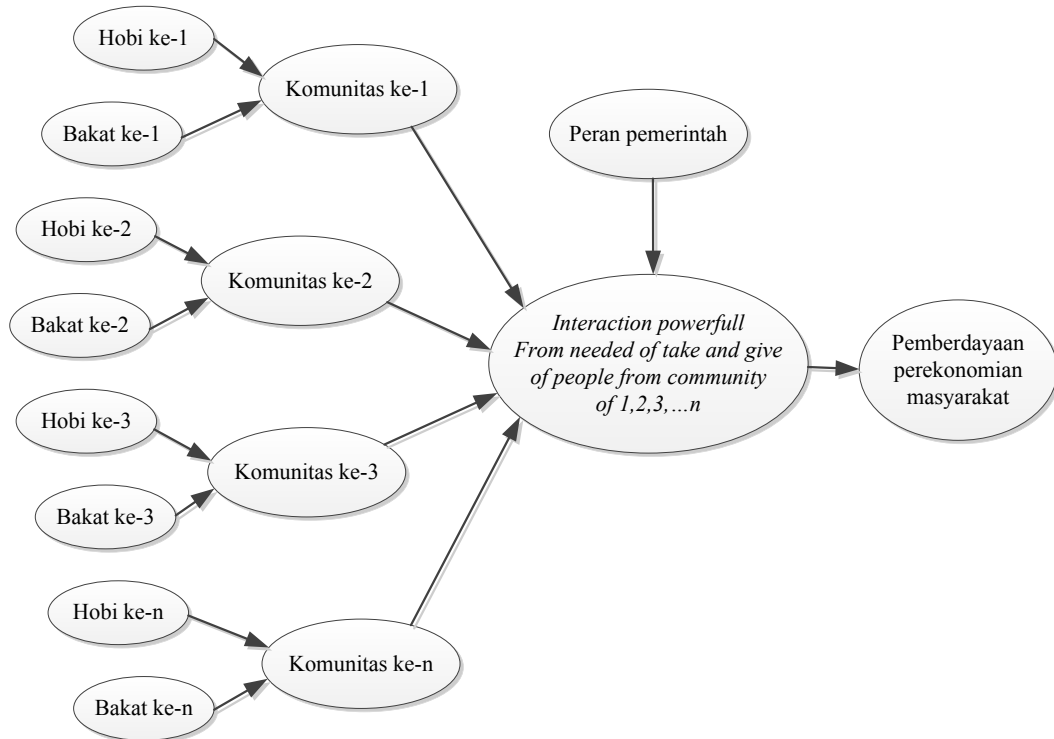 Hobi ke-1
Komunitas ke-1
Bakat ke-1
Peran pemerintah
Hobi ke-2
Komunitas ke-2
Bakat ke-2
Interaction powerfull
From needed of take and give
of people from community
of 1,2,3,...n
Pemberdayaan
perekonomian
masyarakat
Hobi ke-3
Komunitas ke-3
Bakat ke-3
Hobi ke-n
Komunitas ke-n
Bakat ke-n